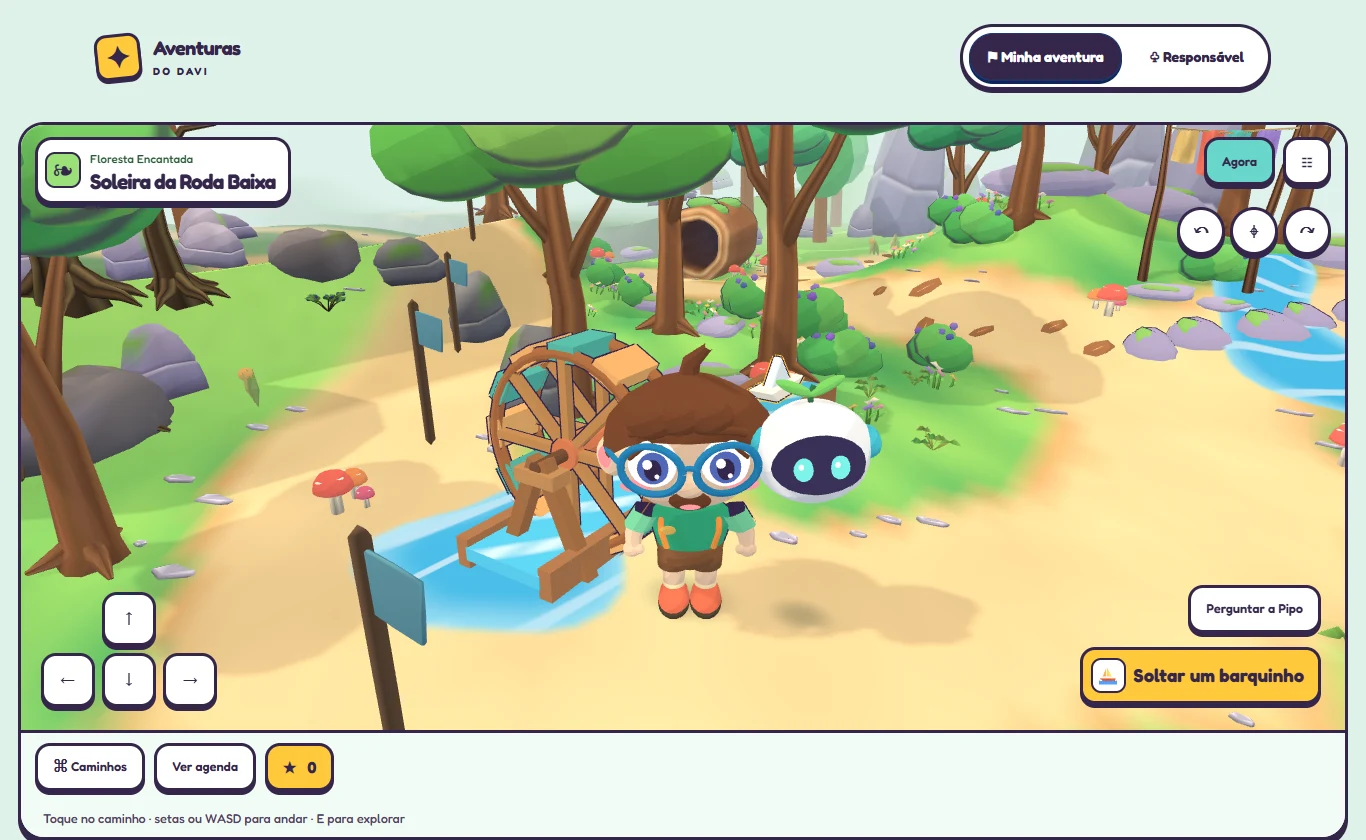 Aventuras
DO DAVI
Minha aventura
Responsável
Floresta Encantada
Soleira da Roda Baixa
Agora
Perguntar a Pipo
Soltar um barquinho
Caminhos
Ver agenda
0
Toque no caminho · setas ou WASD para andar · E para explorar